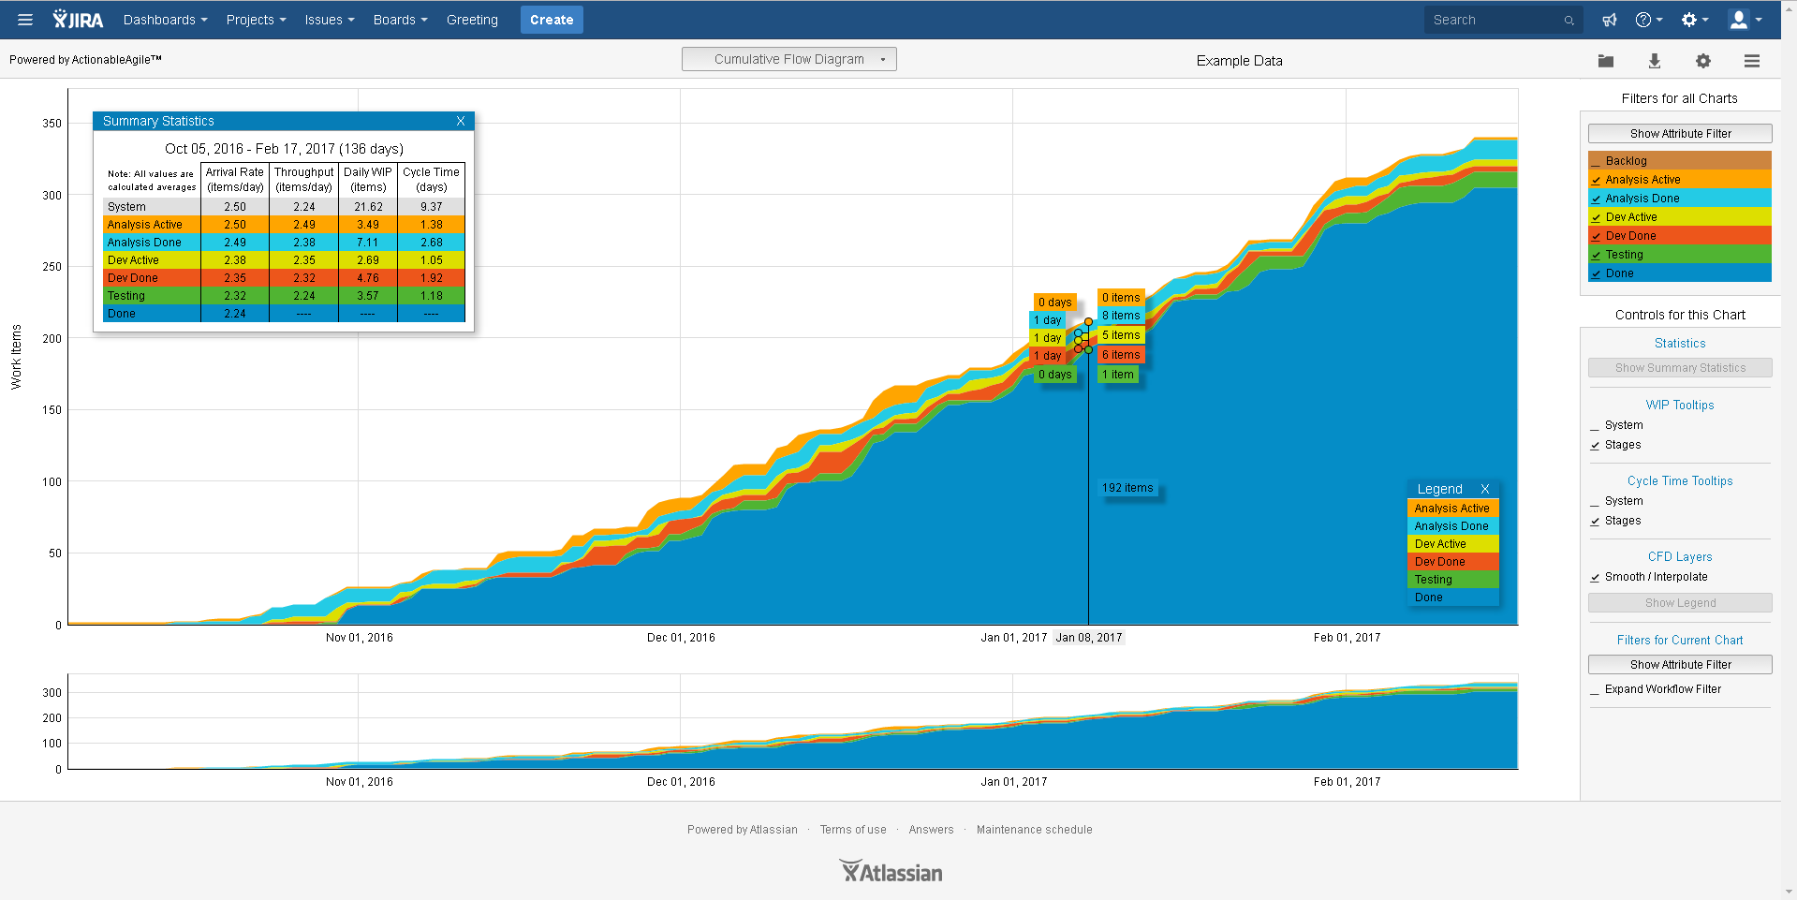 JIRA Dashboards Projects Issues Boards Greeting Create Search
Powered by ActionableAgile™ Cumulative Flow Diagram Example Data
Summary Statistics X
Oct 05, 2016 - Feb 17, 2017 (136 days)
Note: All values are calculated averages Arrival Rate (items/day) Throughput (items/day) Daily WIP (items) Cycle Time (days)
System 2.50 2.24 21.62 9.37
Analysis Active 2.50 2.49 3.49 1.38
Analysis Done 2.49 2.38 7.11 2.68
Dev Active 2.38 2.35 2.69 1.05
Dev Done 2.35 2.32 4.76 1.92
Testing 2.32 2.24 3.57 1.18
Done 2.24 ---- ---- ----
Work Items
350
300
250
200
150
100
50
0
0 days 0 items
1 day 8 items
1 day 5 items
1 day 6 items
0 days 1 item
192 items
Legend X
Analysis Active
Analysis Done
Dev Active
Dev Done
Testing
Done
Nov 01, 2016 Dec 01, 2016 Jan 01, 2017 Jan 08, 2017 Feb 01, 2017
300
200
100
0
Nov 01, 2016 Dec 01, 2016 Jan 01, 2017 Feb 01, 2017
Filters for all Charts
Show Attribute Filter
Backlog
Analysis Active
Analysis Done
Dev Active
Dev Done
Testing
Done
Controls for this Chart
Statistics
Show Summary Statistics
WIP Tooltips
System
Stages
Cycle Time Tooltips
System
Stages
CFD Layers
Smooth / Interpolate
Show Legend
Filters for Current Chart
Show Attribute Filter
Expand Workflow Filter
Powered by Atlassian · Terms of use · Answers · Maintenance schedule
Atlassian